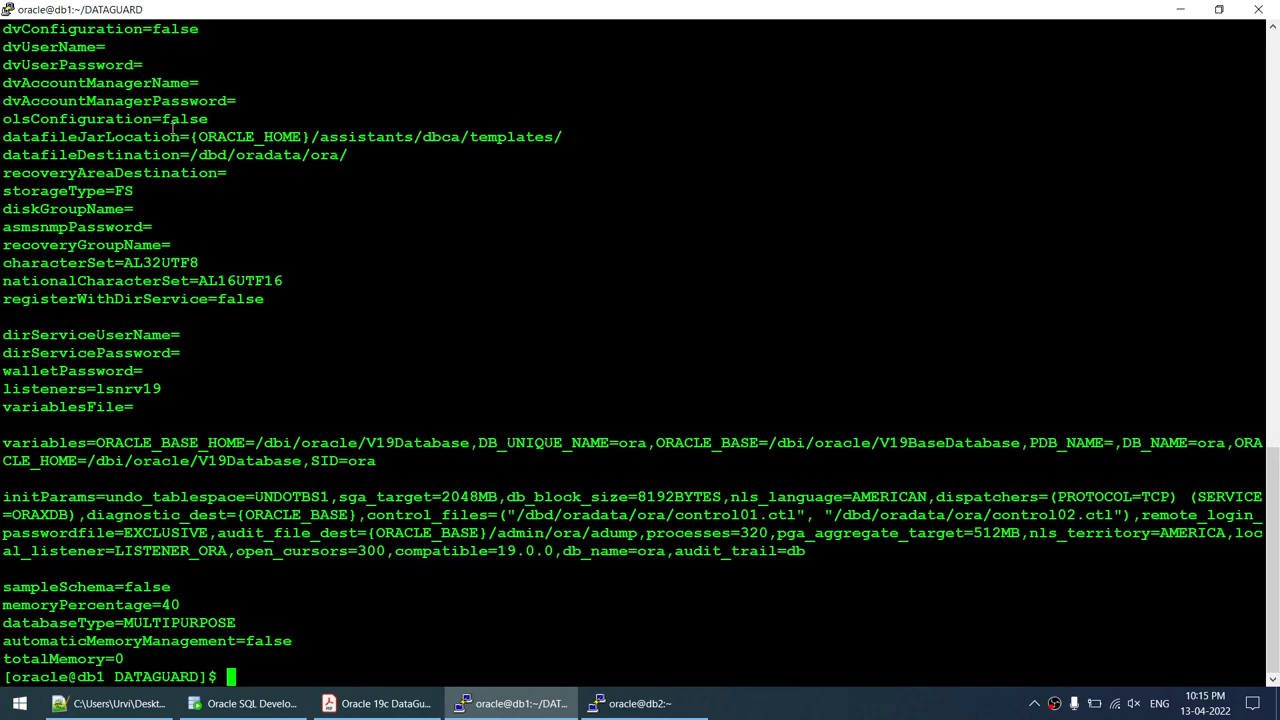 oracle@db1:~/DATAGUARD
dvConfiguration=false
dvUserName=
dvUserPassword=
dvAccountManagerName=
dvAccountManagerPassword=
olsConfiguration=false
datafileJarLocation={ORACLE_HOME}/assistants/dbca/templates/
datafileDestination=/dbd/oradata/ora/
recoveryAreaDestination=
storageType=FS
diskGroupName=
asmsnmpPassword=
recoveryGroupName=
characterSet=AL32UTF8
nationalCharacterSet=AL16UTF16
registerWithDirService=false
dirServiceUserName=
dirServicePassword=
walletPassword=
listeners=lsnrv19
variablesFile=
variables=ORACLE_BASE_HOME=/dbi/oracle/V19Database,DB_UNIQUE_NAME=ora,ORACLE_BASE=/dbi/oracle/V19BaseDatabase,PDB_NAME=,DB_NAME=ora,ORA
CLE_HOME=/dbi/oracle/V19Database,SID=ora
initParams=undo_tablespace=UNDOTBS1,sga_target=2048MB,db_block_size=8192BYTES,nls_language=AMERICAN,dispatchers=(PROTOCOL=TCP) (SERVICE
=ORAXDB),diagnostic_dest={ORACLE_BASE},control_files=("/dbd/oradata/ora/control01.ctl", "/dbd/oradata/ora/control02.ctl"),remote_login_
passwordfile=EXCLUSIVE,audit_file_dest={ORACLE_BASE}/admin/ora/adump,processes=320,pga_aggregate_target=512MB,nls_territory=AMERICA,loc
al_listener=LISTENER_ORA,open_cursors=300,compatible=19.0.0,db_name=ora,audit_trail=db
sampleSchema=false
memoryPercentage=40
databaseType=MULTIPURPOSE
automaticMemoryManagement=false
totalMemory=0
[oracle@db1 DATAGUARD]$
C:\Users\Urvi\Deskt... Oracle SQL Develo... Oracle 19c DataGu... oracle@db1:~/DAT... oracle@db2:~ ENG 10:15 PM
13-04-2022